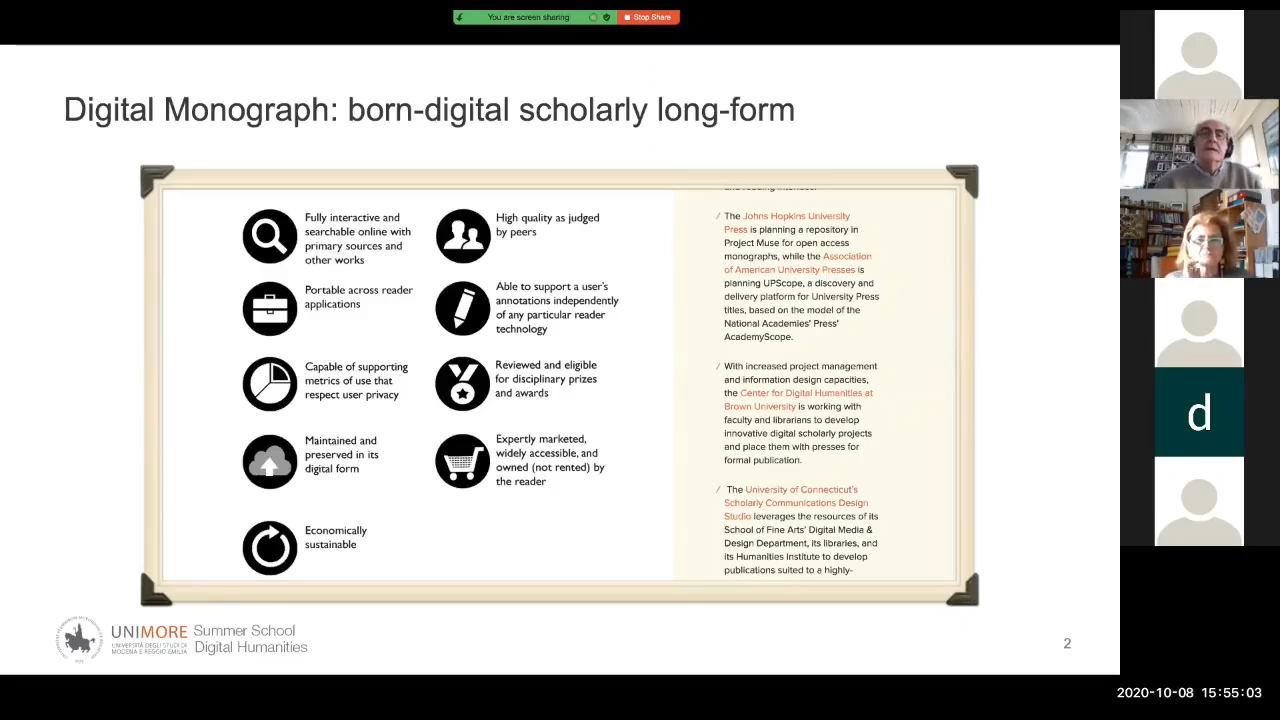 You are screen sharing
Stop Share
Digital Monograph: born-digital scholarly long-form
Fully interactive and
searchable online with
primary sources and
other works
High quality as judged
by peers
Portable across reader
applications
Able to support a user's
annotations independently
of any particular reader
technology
Capable of supporting
metrics of use that
respect user privacy
Reviewed and eligible
for disciplinary prizes
and awards
Maintained and
preserved in its
digital form
Expertly marketed,
widely accessible, and
owned (not rented) by
the reader
Economically
sustainable
/ The Johns Hopkins University
Press is planning a repository in
Project Muse for open access
monographs, while the Association
of American University Presses is
planning UPScope, a discovery and
delivery platform for University Press
titles, based on the model of the
National Academies' Press'
AcademyScope.
/ With increased project management
and information design capacities,
the Center for Digital Humanities at
Brown University is working with
faculty and librarians to develop
innovative digital scholarly projects
and place them with presses for
formal publication.
/ The University of Connecticut's
Scholarly Communications Design
Studio leverages the resources of its
School of Fine Arts' Digital Media &
Design Department, its libraries, and
its Humanities Institute to develop
publications suited to a highly-
UNIMORE
UNIVERSITÀ DEGLI STUDI DI
MODENA E REGGIO EMILIA
Summer School
Digital Humanities
2
d
2020-10-08 15:55:03